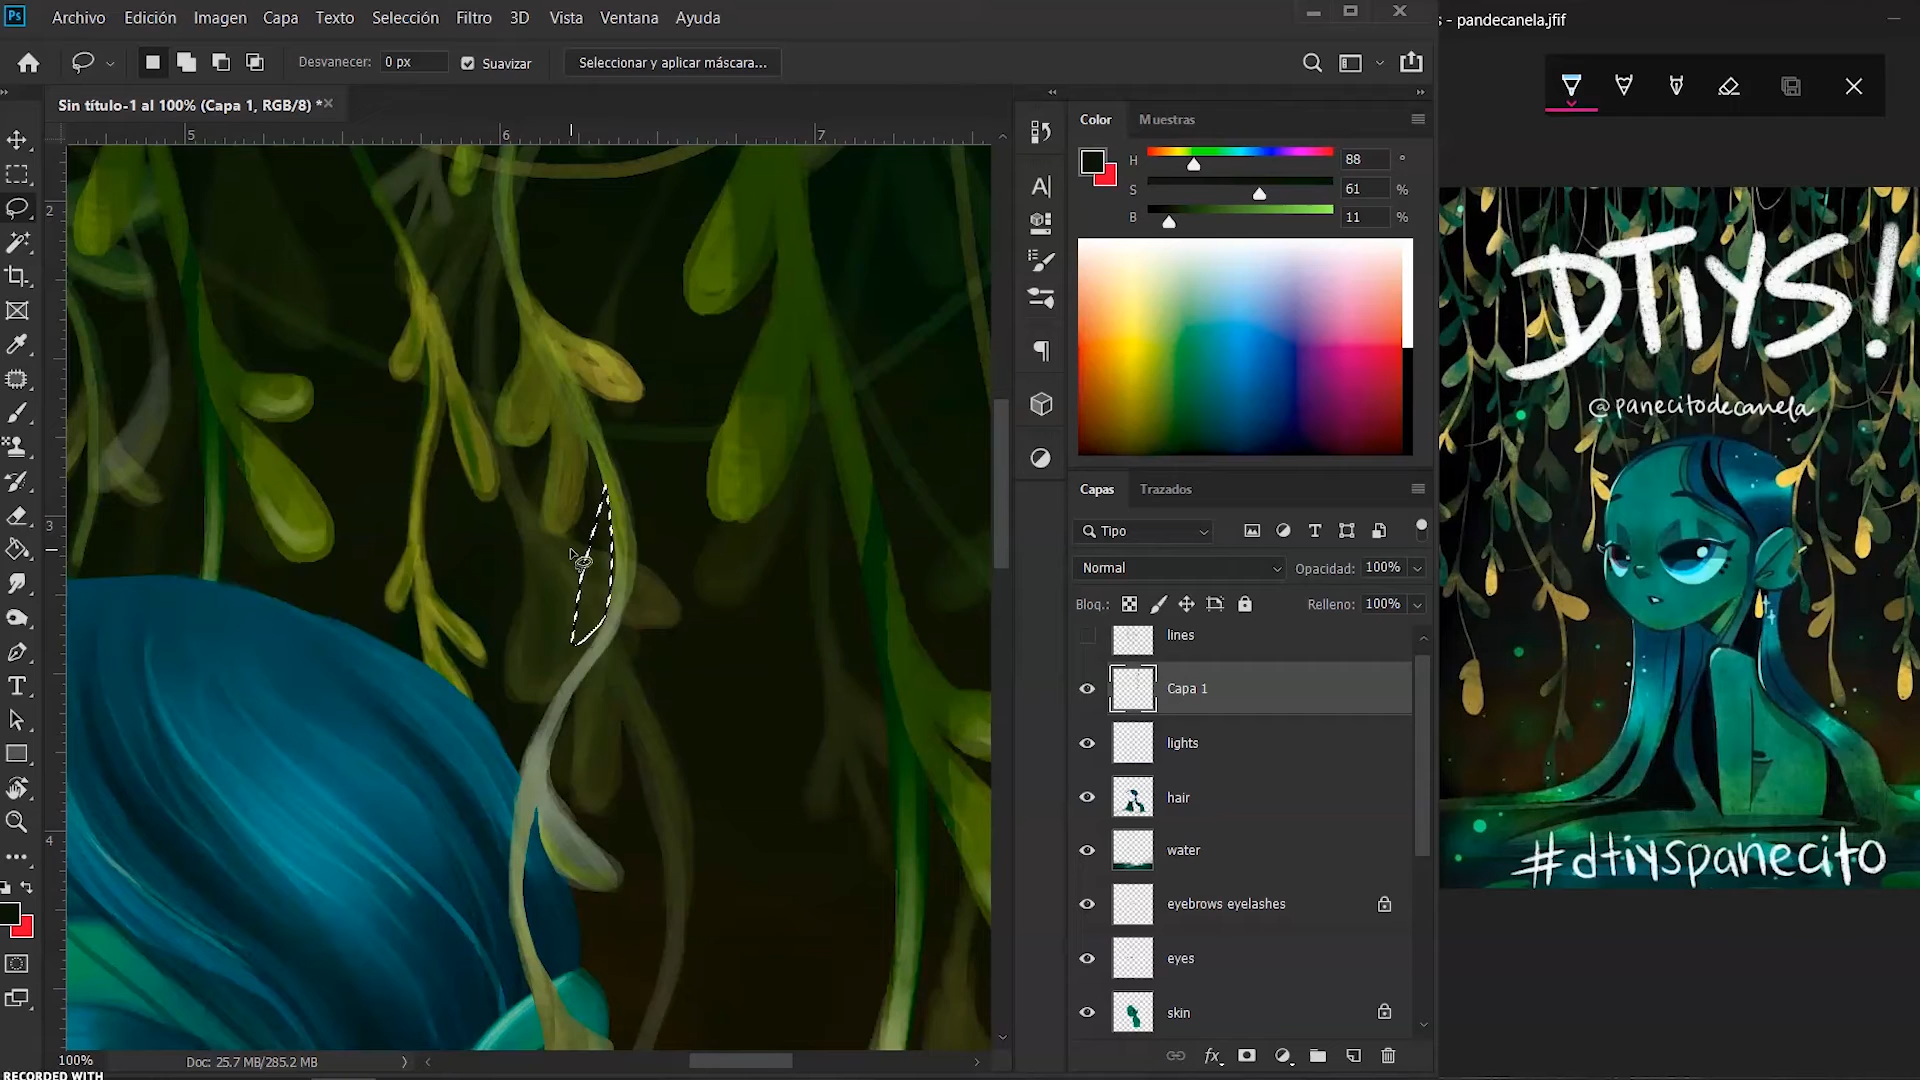 Ps Archivo Edición Imagen Capa Texto Selección Filtro 3D Vista Ventana Ayuda
s - pandecanela.jfif
Desvanecer: 0 px Suavizar Seleccionar y aplicar máscara...
Sin título-1 al 100% (Capa 1, RGB/8) *
5 6 7
2
3
4
Color Muestras
H 88 °
S 61 %
B 11 %
Capas Trazados
Tipo
Normal Opacidad: 100%
Bloq.: Relleno: 100%
lines
Capa 1
lights
hair
water
eyebrows eyelashes
eyes
skin
fx
100% Doc: 25.7 MB/285.2 MB
RECORDED WITH
DTiYS!
@panecitodecanela
#dtiyspanecito